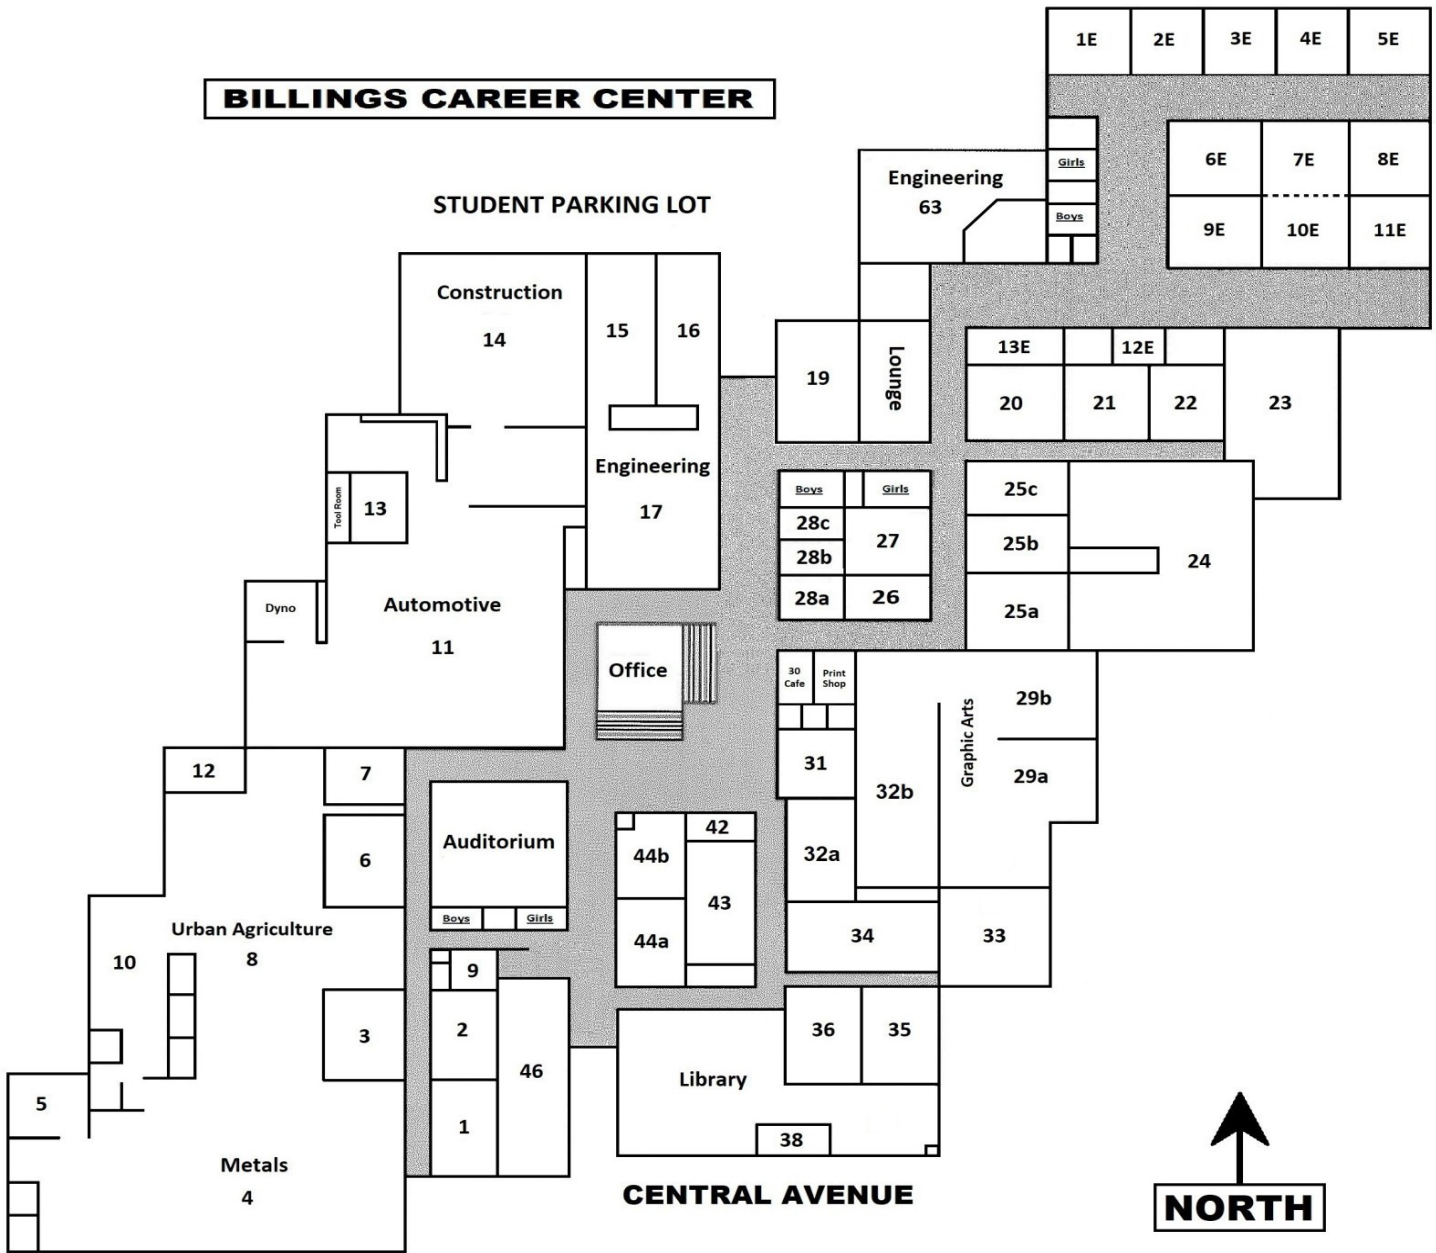 1E
2E
3E
4E
5E
BILLINGS CAREER CENTER
6E
7E
8E
Girls
Engineering
63
Boys
9E
10E
11E
STUDENT PARKING LOT
Construction
14
15
16
19
Lounge
13E
12E
20
21
22
23
Engineering
17
Tool Room
13
Boys
Girls
28c
27
28b
28a
26
25c
25b
25a
24
Dyno
Automotive
11
Office
30
Cafe
Print
Shop
31
32b
Graphic Arts
29b
29a
12
7
Auditorium
6
Boys
Girls
44b
42
43
44a
32a
34
33
Urban Agriculture
8
10
9
3
2
46
1
36
35
Library
38
5
Metals
4
CENTRAL AVENUE
NORTH